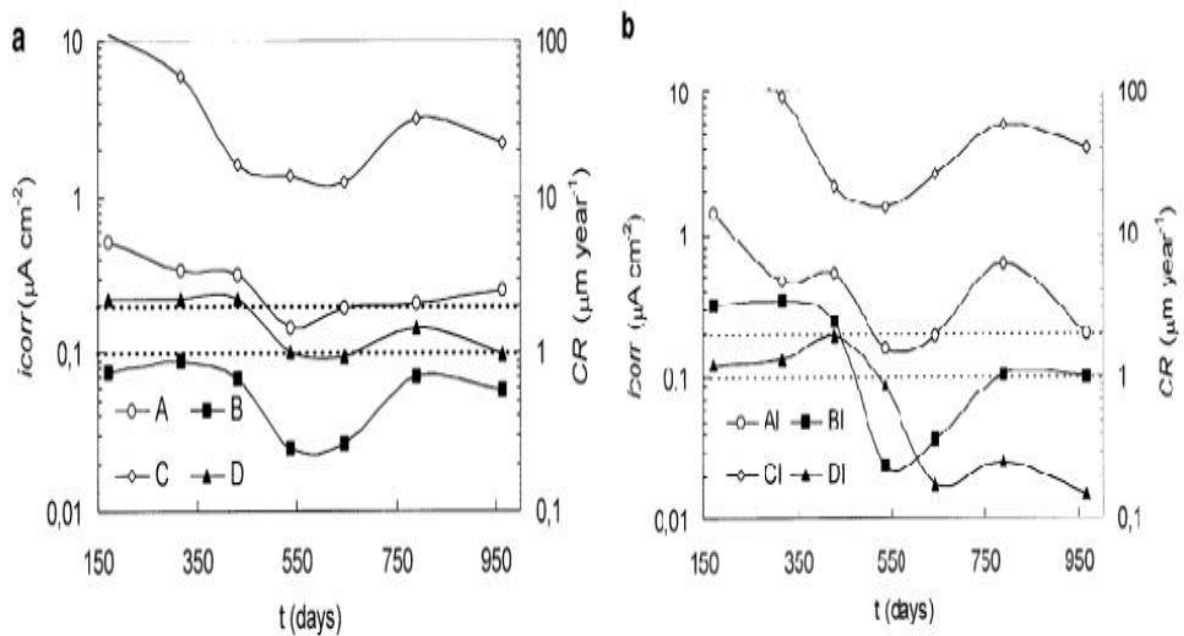 a
10
1
0,1
0,01
icorr (µA cm-2)
100
10
1
0,1
CR (µm year-1)
A B
C D
150 350 550 750 950
t (days)
b
10
1
0,1
0,01
icorr (µA cm-2)
100
10
1
0,1
CR (µm year-1)
AI BI
CI DI
150 350 550 750 950
t (days)